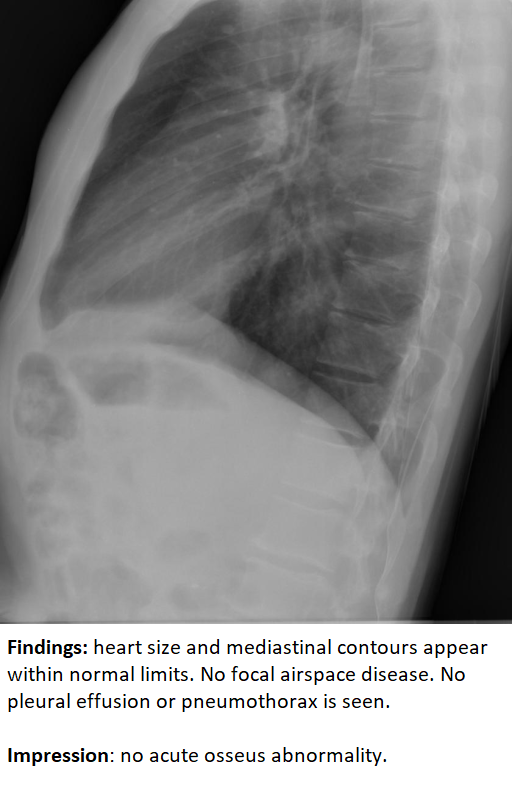 Findings: heart size and mediastinal contours appear
within normal limits. No focal airspace disease. No
pleural effusion or pneumothorax is seen.
Impression: no acute osseus abnormality.